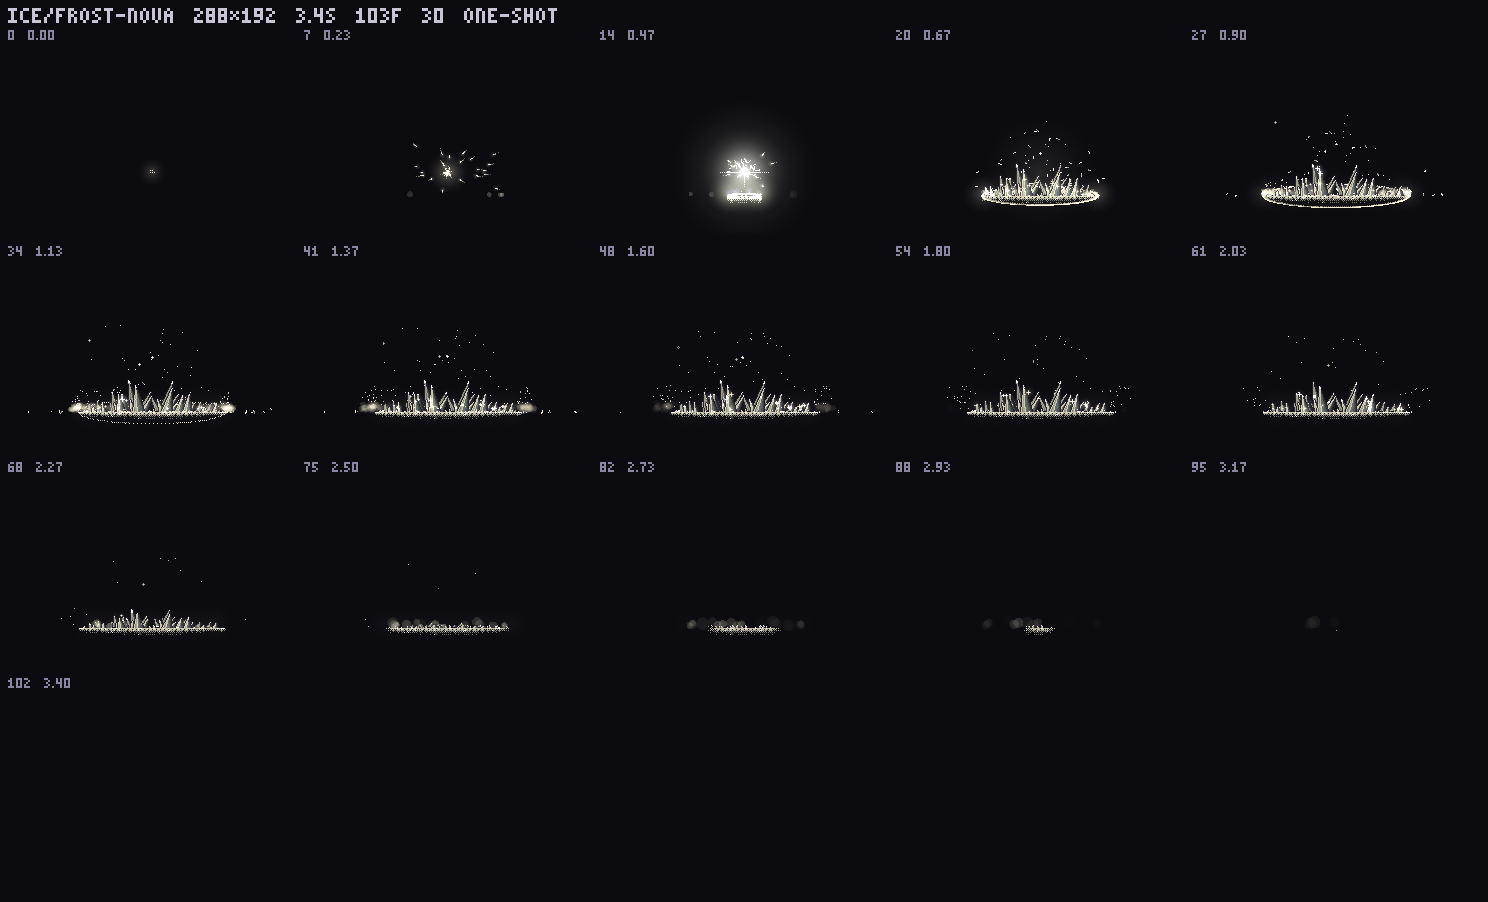 ICE/FROST-NOVA 288×192 3.4S 103F 30 ONE-SHOT
0 0.00 7 0.23 14 0.47 20 0.67 27 0.90
34 1.13 41 1.37 48 1.60 54 1.80 61 2.03
68 2.27 75 2.50 82 2.73 88 2.93 95 3.17
102 3.40